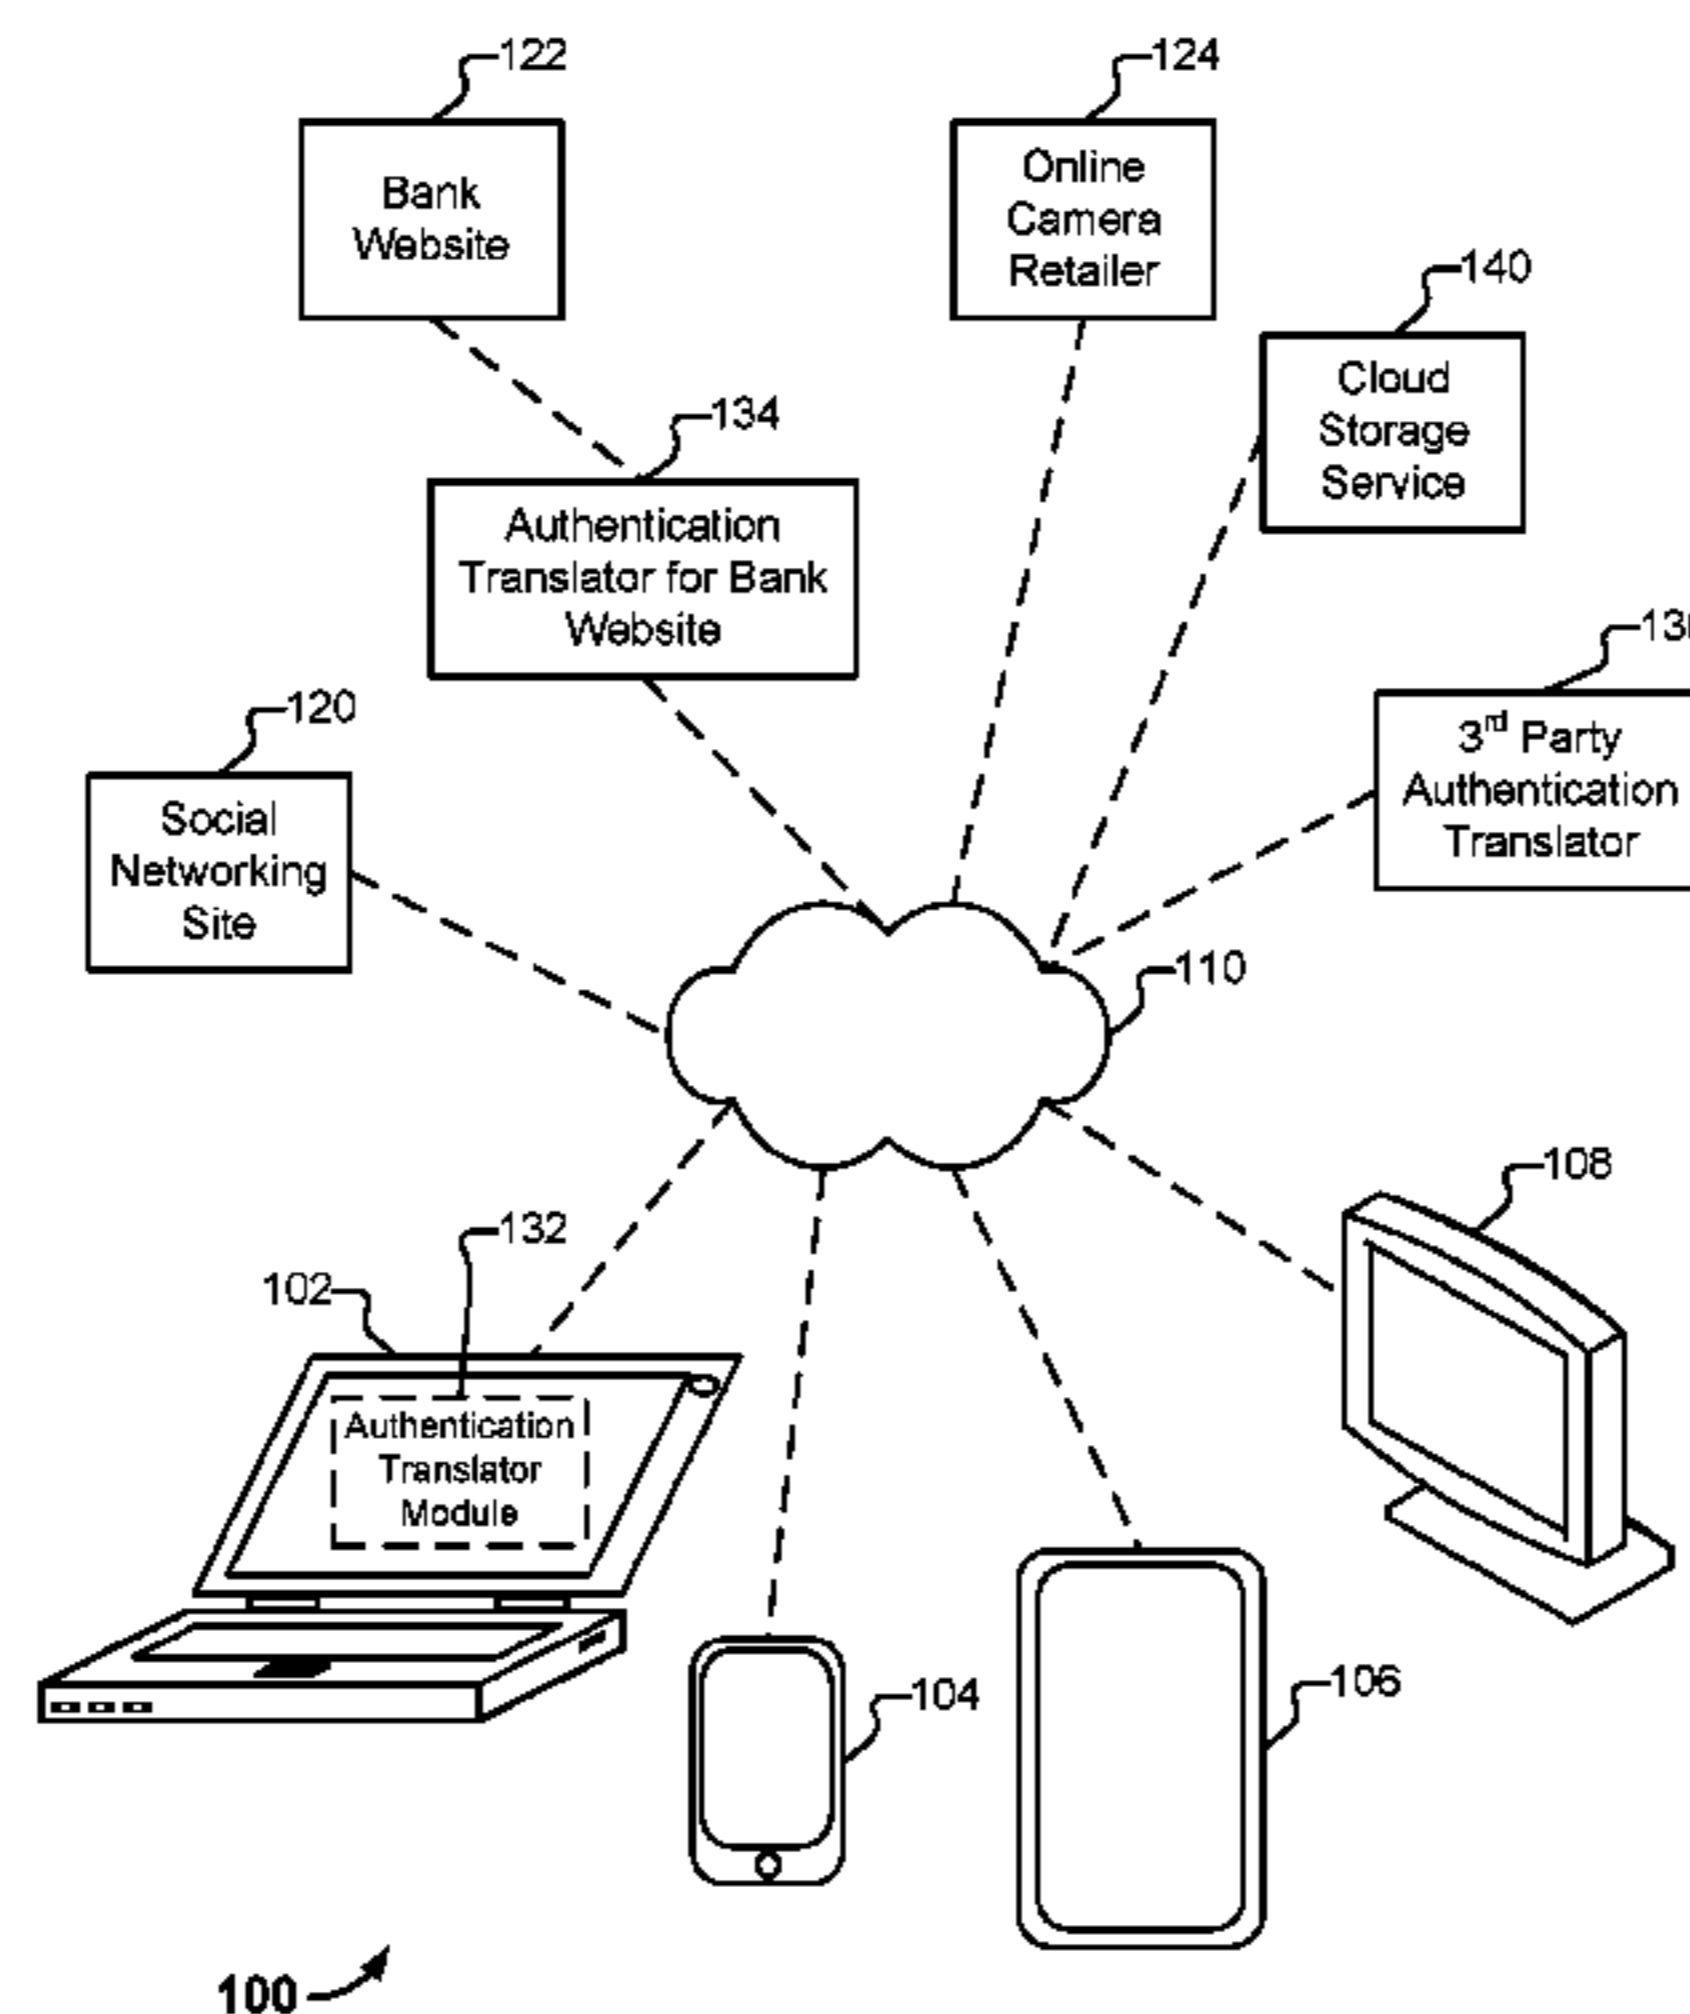 122
124
Bank
Website
Online
Camera
Retailer
140
Cloud
Storage
Service
134
Authentication
Translator for Bank
Website
120
Social
Networking
Site
3rd Party
Authentication
Translator
110
108
132
102
Authentication
Translator
Module
104
106
100